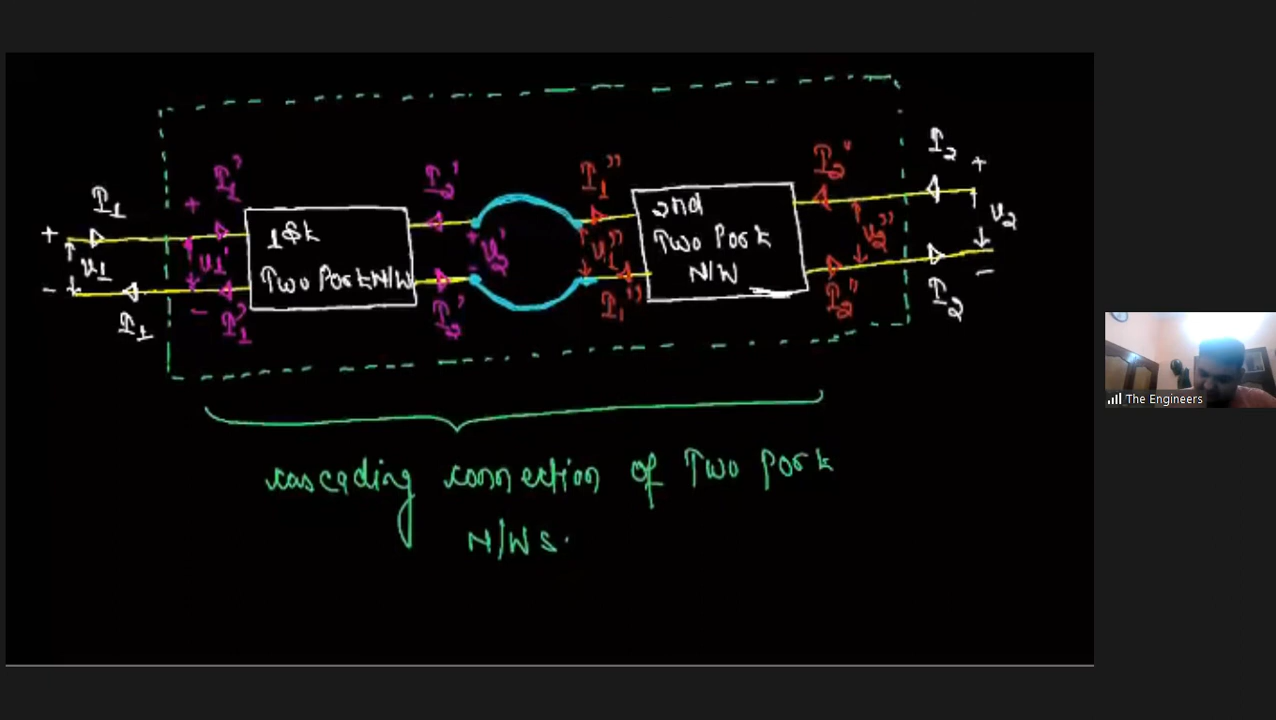 I1
+
V1
-
I1
I1'
+
V1'
-
I1'
1st
Two Port N/W
I2'
+
V2'
-
I2'
I1''
V1''
I1''
2nd
Two Port
N/W
I2''
V2''
I2''
I2
+
V2
-
I2
cascading connection of Two Port
N/Ws.
The Engineers